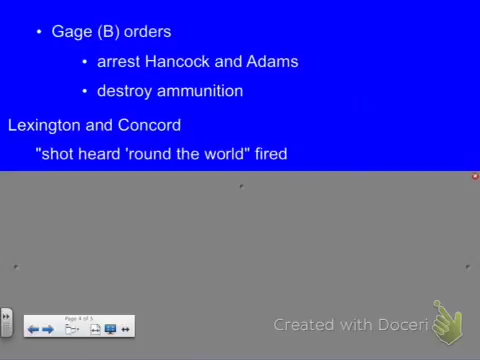 • Gage (B) orders
• arrest Hancock and Adams
• destroy ammunition
Lexington and Concord
"shot heard 'round the world" fired
Page 4 of 5
Created with Doceri